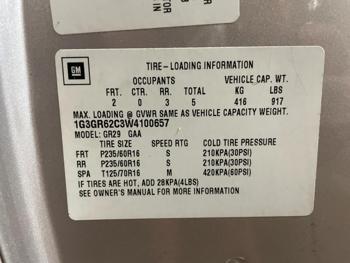 OR
IN
GM
TIRE-LOADING INFORMATION
OCCUPANTS VEHICLE CAP. WT.
FRT. CTR. RR. TOTAL KG LBS
2 0 3 5 416 917
MAX. LOADING @ GVWR SAME AS VEHICLE CAPACITY WEIGHT.
1G3GR62C3W4100657
MODEL: GR29 GAA
TIRE SIZE SPEED RTG COLD TIRE PRESSURE
FRT P235/60R16 S 210KPA(30PSI)
RR P235/60R16 S 210KPA(30PSI)
SPA T125/70R16 M 420KPA(60PSI)
IF TIRES ARE HOT, ADD 28KPA(4LBS)
SEE OWNER'S MANUAL FOR MORE INFORMATION